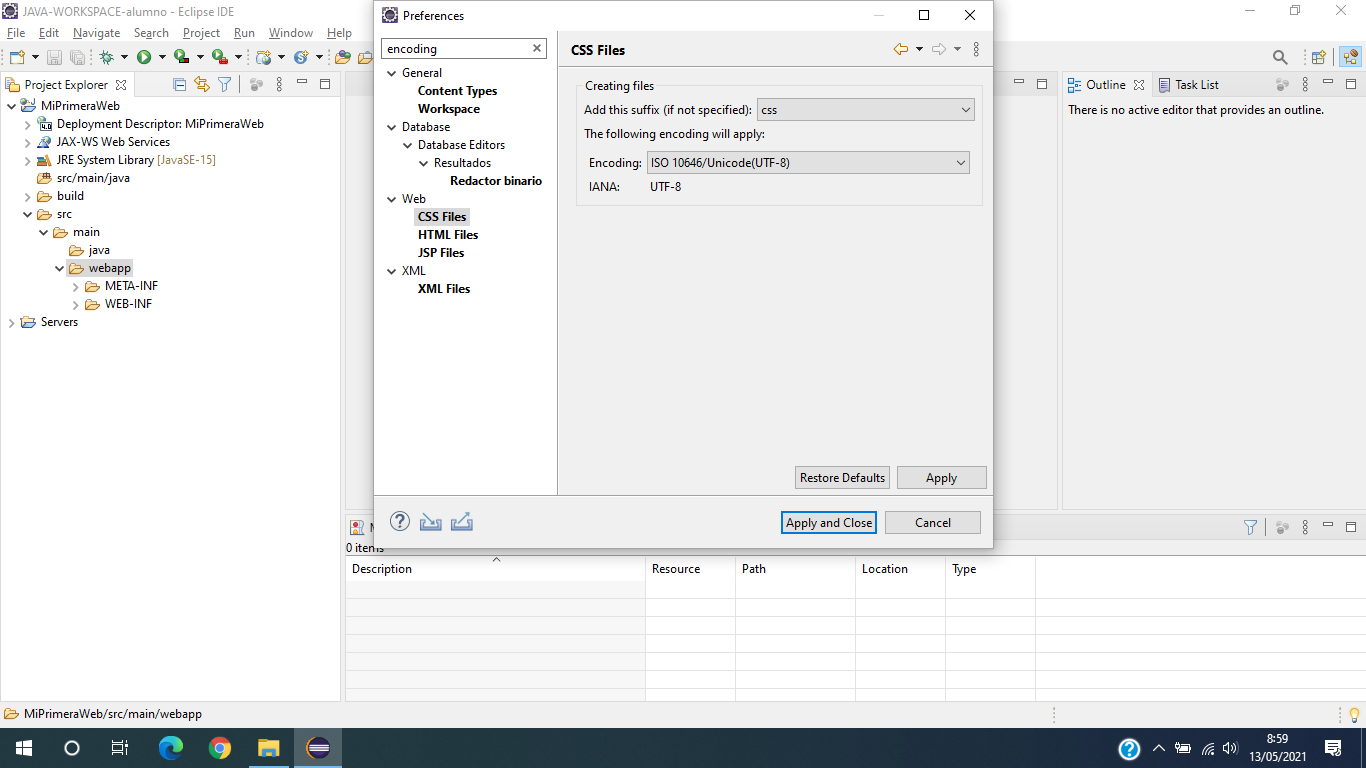 JAVA-WORKSPACE-alumno - Eclipse IDE
File Edit Navigate Search Project Run Window Help
Project Explorer
MiPrimeraWeb
Deployment Descriptor: MiPrimeraWeb
JAX-WS Web Services
JRE System Library [JavaSE-15]
src/main/java
build
src
main
java
webapp
META-INF
WEB-INF
Servers
Preferences
encoding
General
Content Types
Workspace
Database
Database Editors
Resultados
Redactor binario
Web
CSS Files
HTML Files
JSP Files
XML
XML Files
CSS Files
Creating files
Add this suffix (if not specified): css
The following encoding will apply:
Encoding: ISO 10646/Unicode(UTF-8)
IANA: UTF-8
Restore Defaults Apply
Apply and Close Cancel
Outline Task List
There is no active editor that provides an outline.
0 items
Description Resource Path Location Type
MiPrimeraWeb/src/main/webapp
8:59
13/05/2021